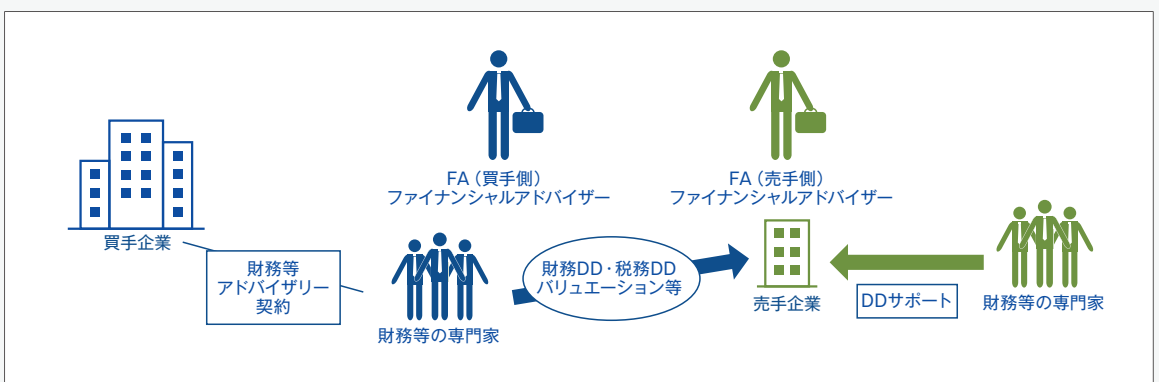 FA（買手側）
ファイナンシャルアドバイザー
FA（売手側）
ファイナンシャルアドバイザー
買手企業
財務等
アドバイザリー
契約
財務等の専門家
財務DD・税務DD
バリュエーション等
売手企業
DDサポート
財務等の専門家